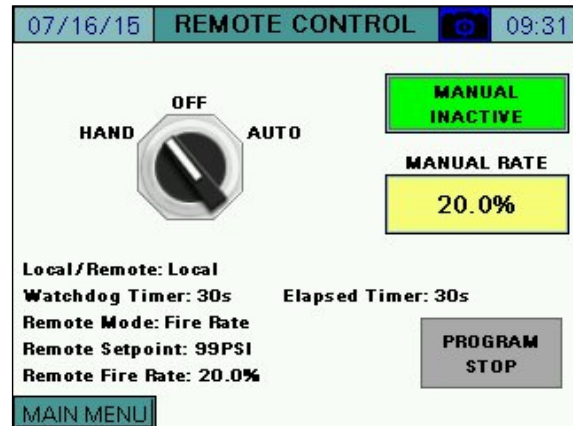 07/16/15 REMOTE CONTROL 09:31
OFF
HAND AUTO
MANUAL
INACTIVE
MANUAL RATE
20.0%
Local/Remote: Local
Watchdog Timer: 30s Elapsed Timer: 30s
Remote Mode: Fire Rate
Remote Setpoint: 99PSI
Remote Fire Rate: 20.0%
PROGRAM
STOP
MAIN MENU